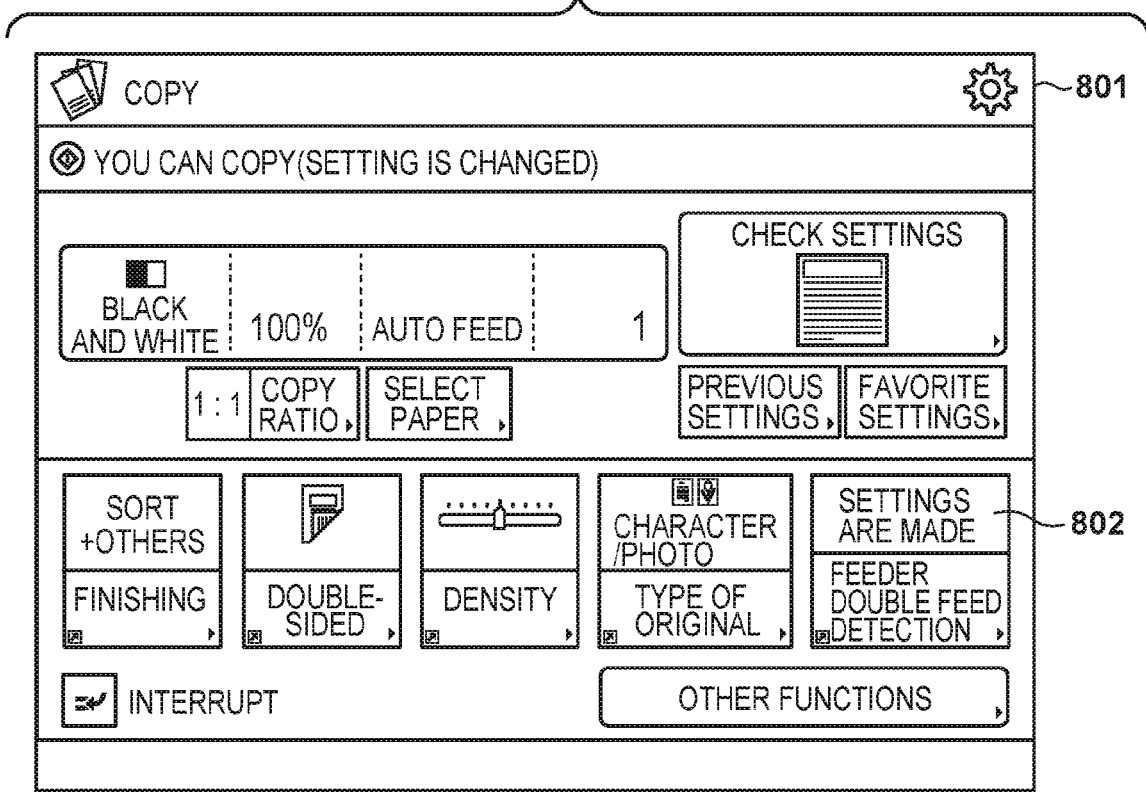 COPY
801
YOU CAN COPY(SETTING IS CHANGED)
CHECK SETTINGS
BLACK
AND WHITE
100%
AUTO FEED
1
1 : 1
COPY
RATIO
SELECT
PAPER
PREVIOUS
SETTINGS
FAVORITE
SETTINGS
SORT
+OTHERS
FINISHING
DOUBLE-
SIDED
DENSITY
CHARACTER
/PHOTO
TYPE OF
ORIGINAL
SETTINGS
ARE MADE
802
FEEDER
DOUBLE FEED
DETECTION
INTERRUPT
OTHER FUNCTIONS